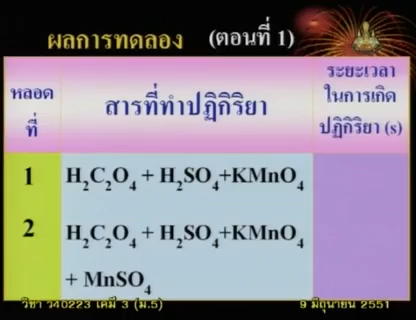 ผลการทดลอง (ตอนที่ 1)
หลอดที่ สารที่ทำปฏิกิริยา ระยะเวลาในการเกิดปฏิกิริยา (s)
1 H₂C₂O₄ + H₂SO₄+KMnO₄
2 H₂C₂O₄ + H₂SO₄+KMnO₄
+ MnSO₄
วิชา ว40223 เคมี 3 (ม.5) 9 มิถุนายน 2551